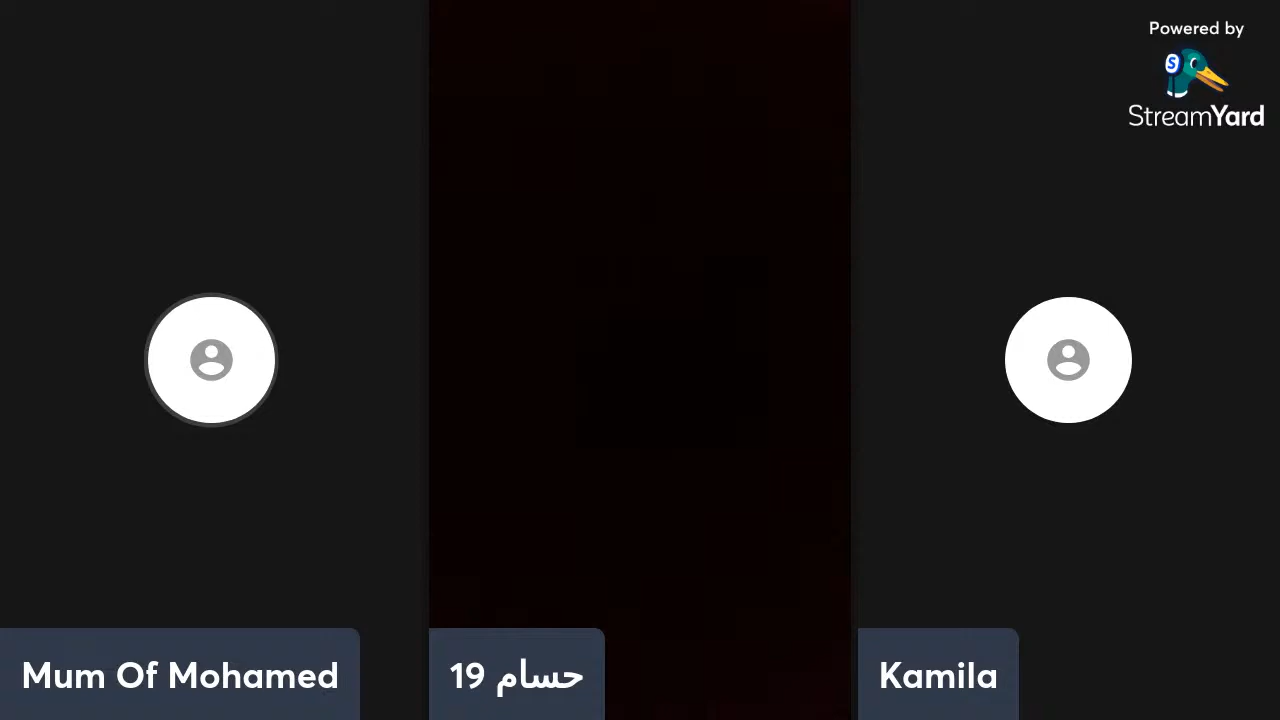 Powered by
S
StreamYard
Mum Of Mohamed
حسام 19
Kamila